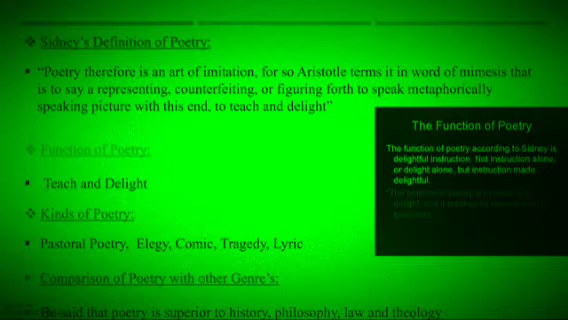 Sidney's Definition of Poetry:
"Poetry therefore is an art of imitation, for so Aristotle terms it in word of mimesis that
is to say a representing, counterfeiting, or figuring forth to speak metaphorically
speaking picture with this end, to teach and delight"
Function of Poetry:
Teach and Delight
Kinds of Poetry:
Pastoral Poetry, Elegy, Comic, Tragedy, Lyric
Comparison of Poetry with other Genre's:
He said that poetry is superior to history, philosophy, law and theology
The Function of Poetry
The function of poetry according to Sidney is
delightful instruction. Not instruction alone,
or delight alone, but instruction made
delightful.